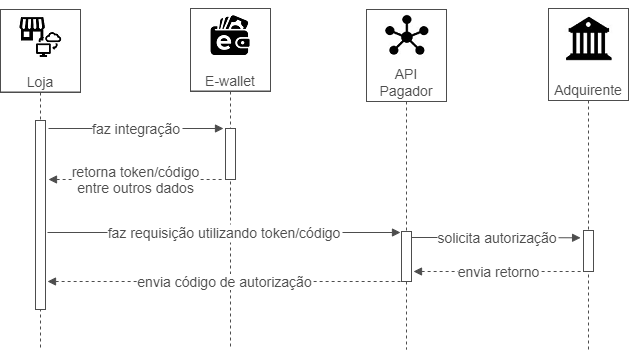 Loja
E-wallet
API
Pagador
Adquirente
faz integração
retorna token/código
entre outros dados
faz requisição utilizando token/código
solicita autorização
envia retorno
envia código de autorização